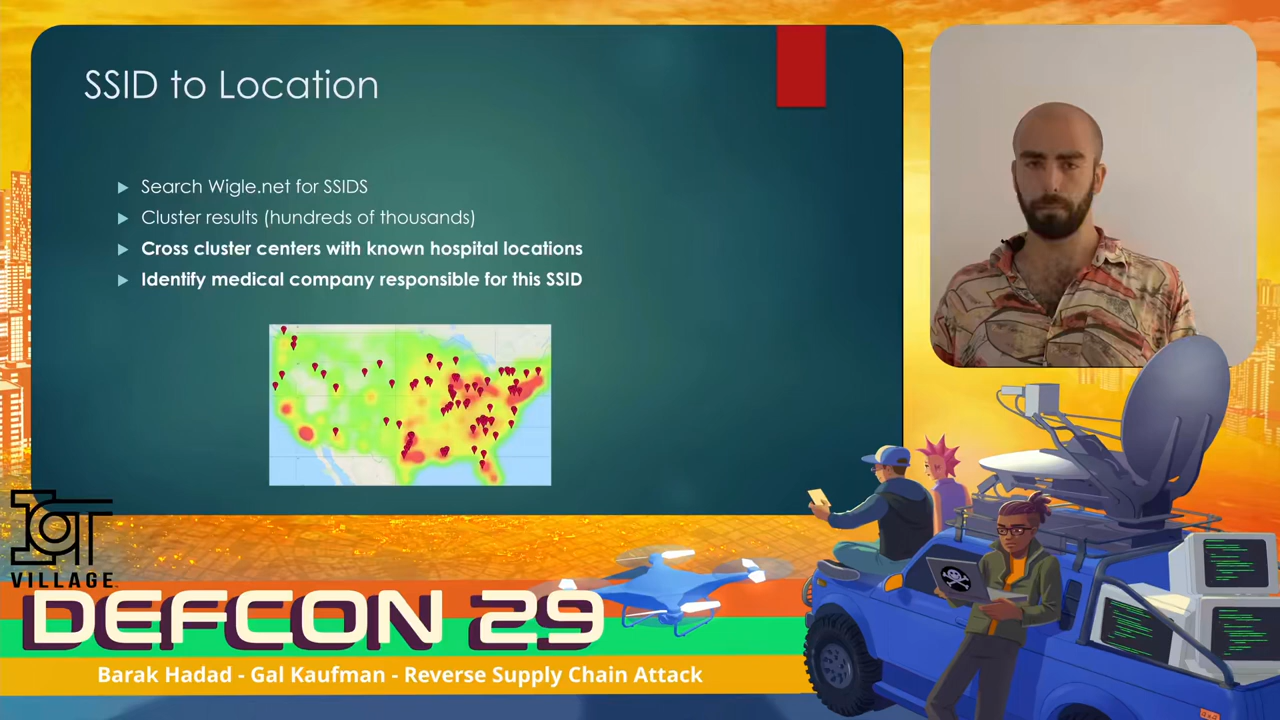 SSID to Location
Search Wigle.net for SSIDS
Cluster results (hundreds of thousands)
Cross cluster centers with known hospital locations
Identify medical company responsible for this SSID
IOT
VILLAGE
DEFCON 29
Barak Hadad - Gal Kaufman - Reverse Supply Chain Attack